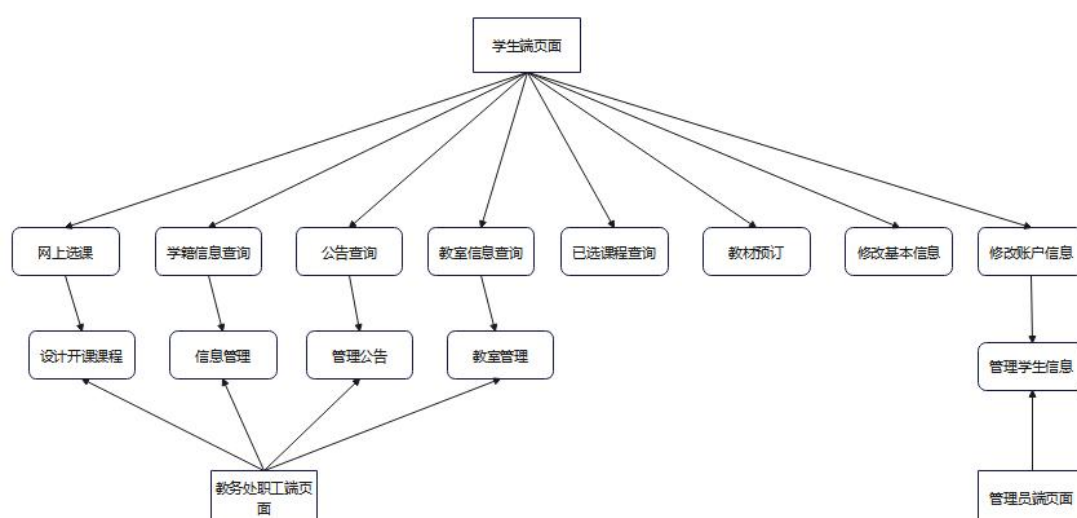 学生端页面
网上选课
学籍信息查询
公告查询
教室信息查询
已选课程查询
教材预订
修改基本信息
修改账户信息
设计开课课程
信息管理
管理公告
教室管理
管理学生信息
教务处职工端页
面
管理员端页面